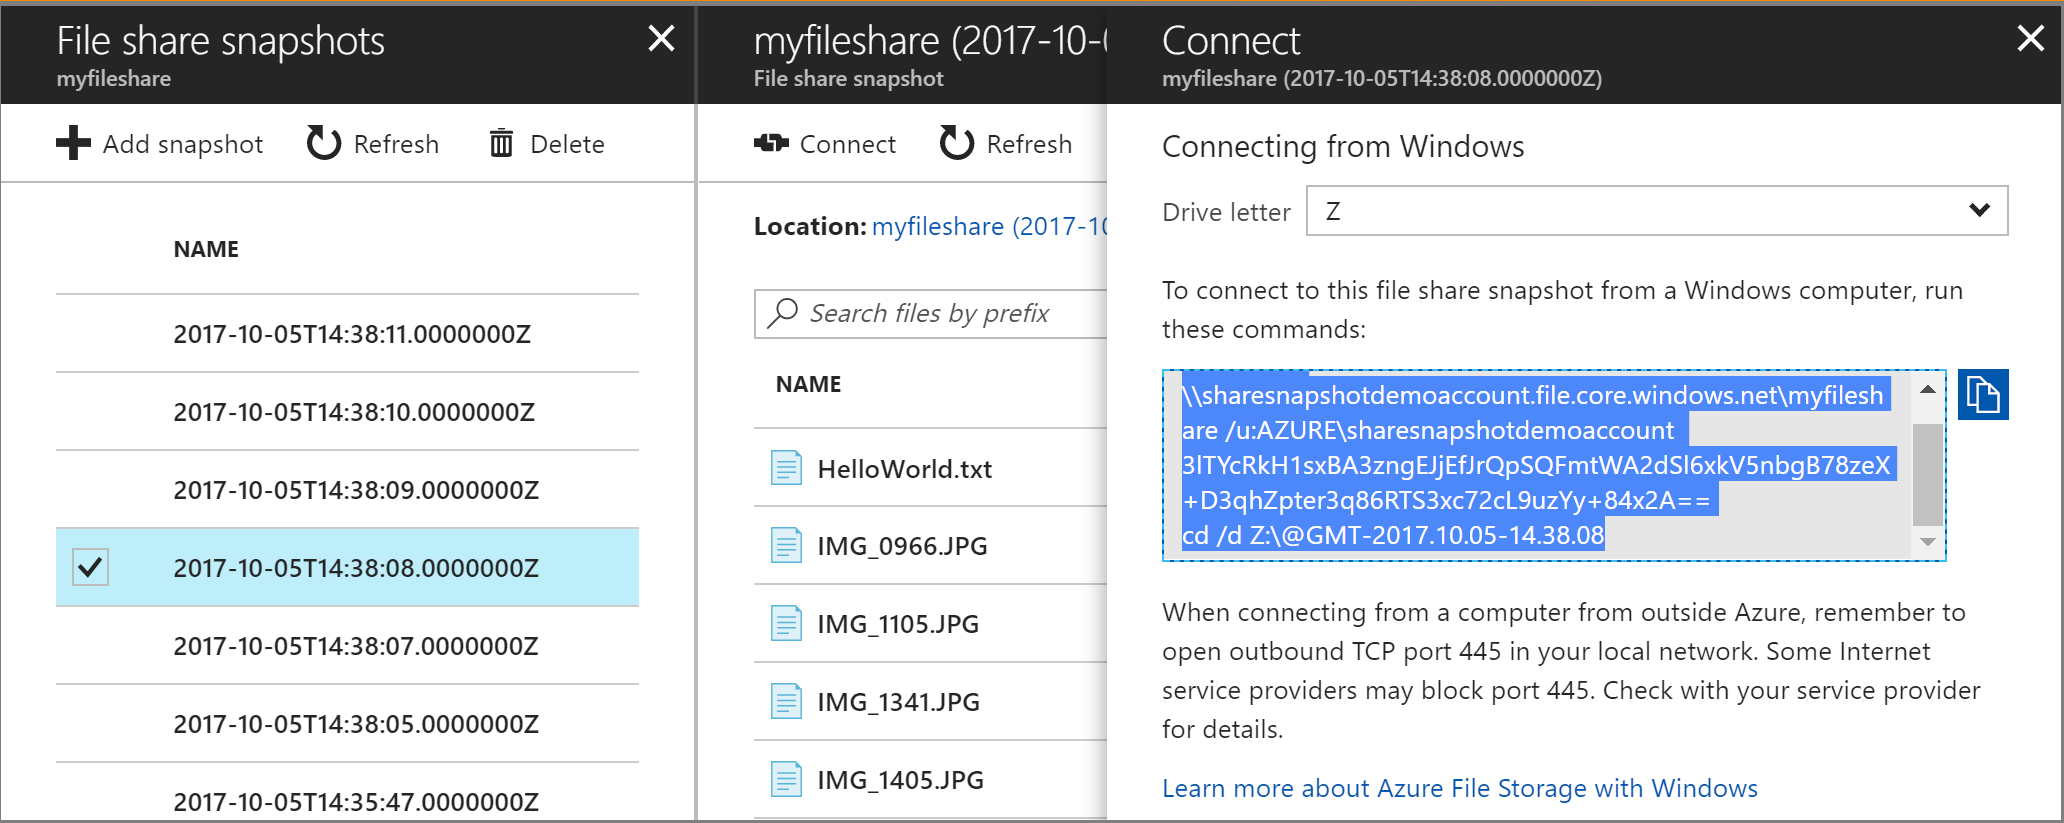 File share snapshots
myfileshare
Add snapshot
Refresh
Delete
NAME
2017-10-05T14:38:11.0000000Z
2017-10-05T14:38:10.0000000Z
2017-10-05T14:38:09.0000000Z
2017-10-05T14:38:08.0000000Z
2017-10-05T14:38:07.0000000Z
2017-10-05T14:38:05.0000000Z
2017-10-05T14:35:47.0000000Z
myfileshare (2017-10-0
File share snapshot
Connect
Refresh
Location: myfileshare (2017-10
Search files by prefix
NAME
HelloWorld.txt
IMG_0966.JPG
IMG_1105.JPG
IMG_1341.JPG
IMG_1405.JPG
Connect
myfileshare (2017-10-05T14:38:08.0000000Z)
Connecting from Windows
Drive letter
Z
To connect to this file share snapshot from a Windows computer, run
these commands:
\\sharesnapshotdemoaccount.file.core.windows.net\myfilesh
are /u:AZURE\sharesnapshotdemoaccount
3lTYcRkH1sxBA3zngEJjEfJrQpSQFmtWA2dSl6xkV5nbgB78zeX
+D3qhZpter3q86RTS3xc72cL9uzYy+84x2A==
cd /d Z:\@GMT-2017.10.05-14.38.08
When connecting from a computer from outside Azure, remember to
open outbound TCP port 445 in your local network. Some Internet
service providers may block port 445. Check with your service provider
for details.
Learn more about Azure File Storage with Windows